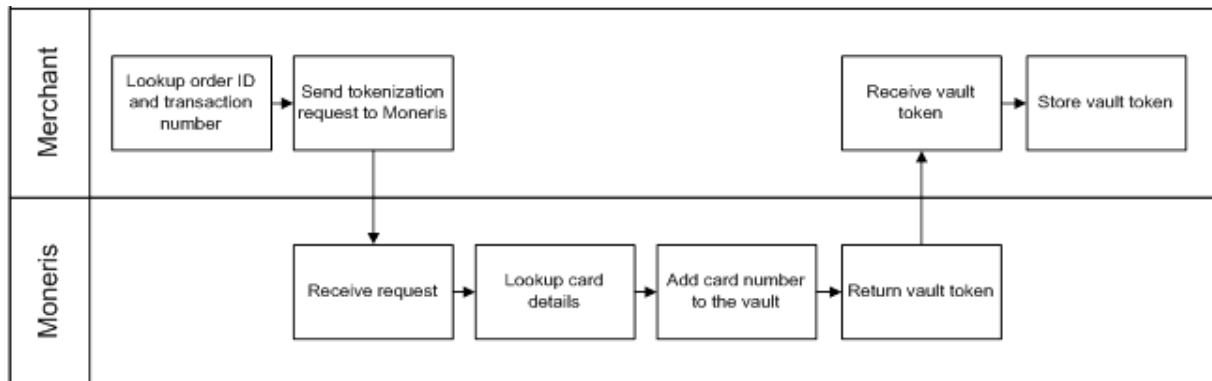 Merchant
Lookup order ID
and transaction
number
Send tokenization
request to Moneris
Receive vault
token
Store vault token
Moneris
Receive request
Lookup card
details
Add card number
to the vault
Return vault token